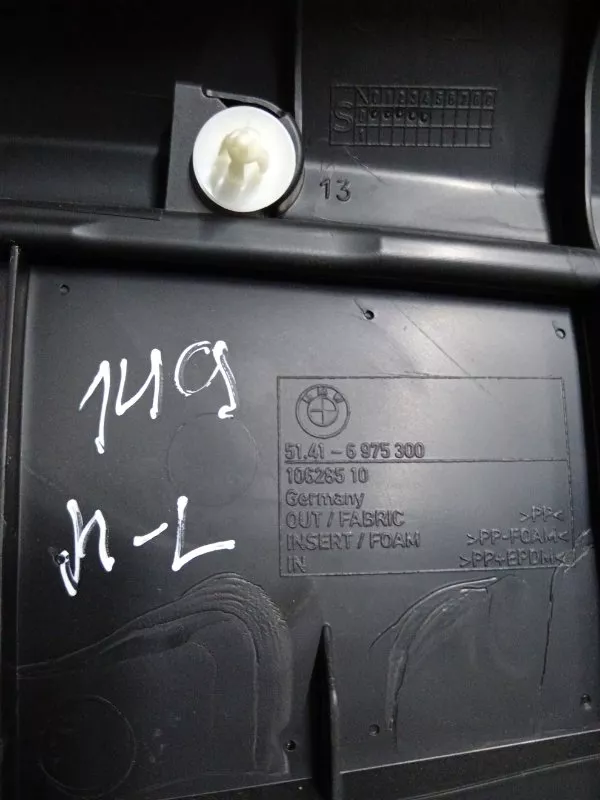 13
149
BMW
51.41 - 6 975 300
106285 10
Germany
OUT / FABRIC >PP<
INSERT / FOAM >PP-FOAM<
IN >PP+EPDM<